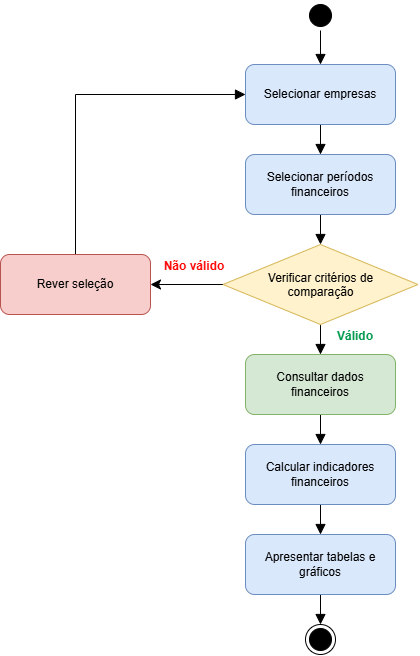 Selecionar empresas
Selecionar períodos
financeiros
Verificar critérios de
comparação
Não válido
Rever seleção
Válido
Consultar dados
financeiros
Calcular indicadores
financeiros
Apresentar tabelas e
gráficos